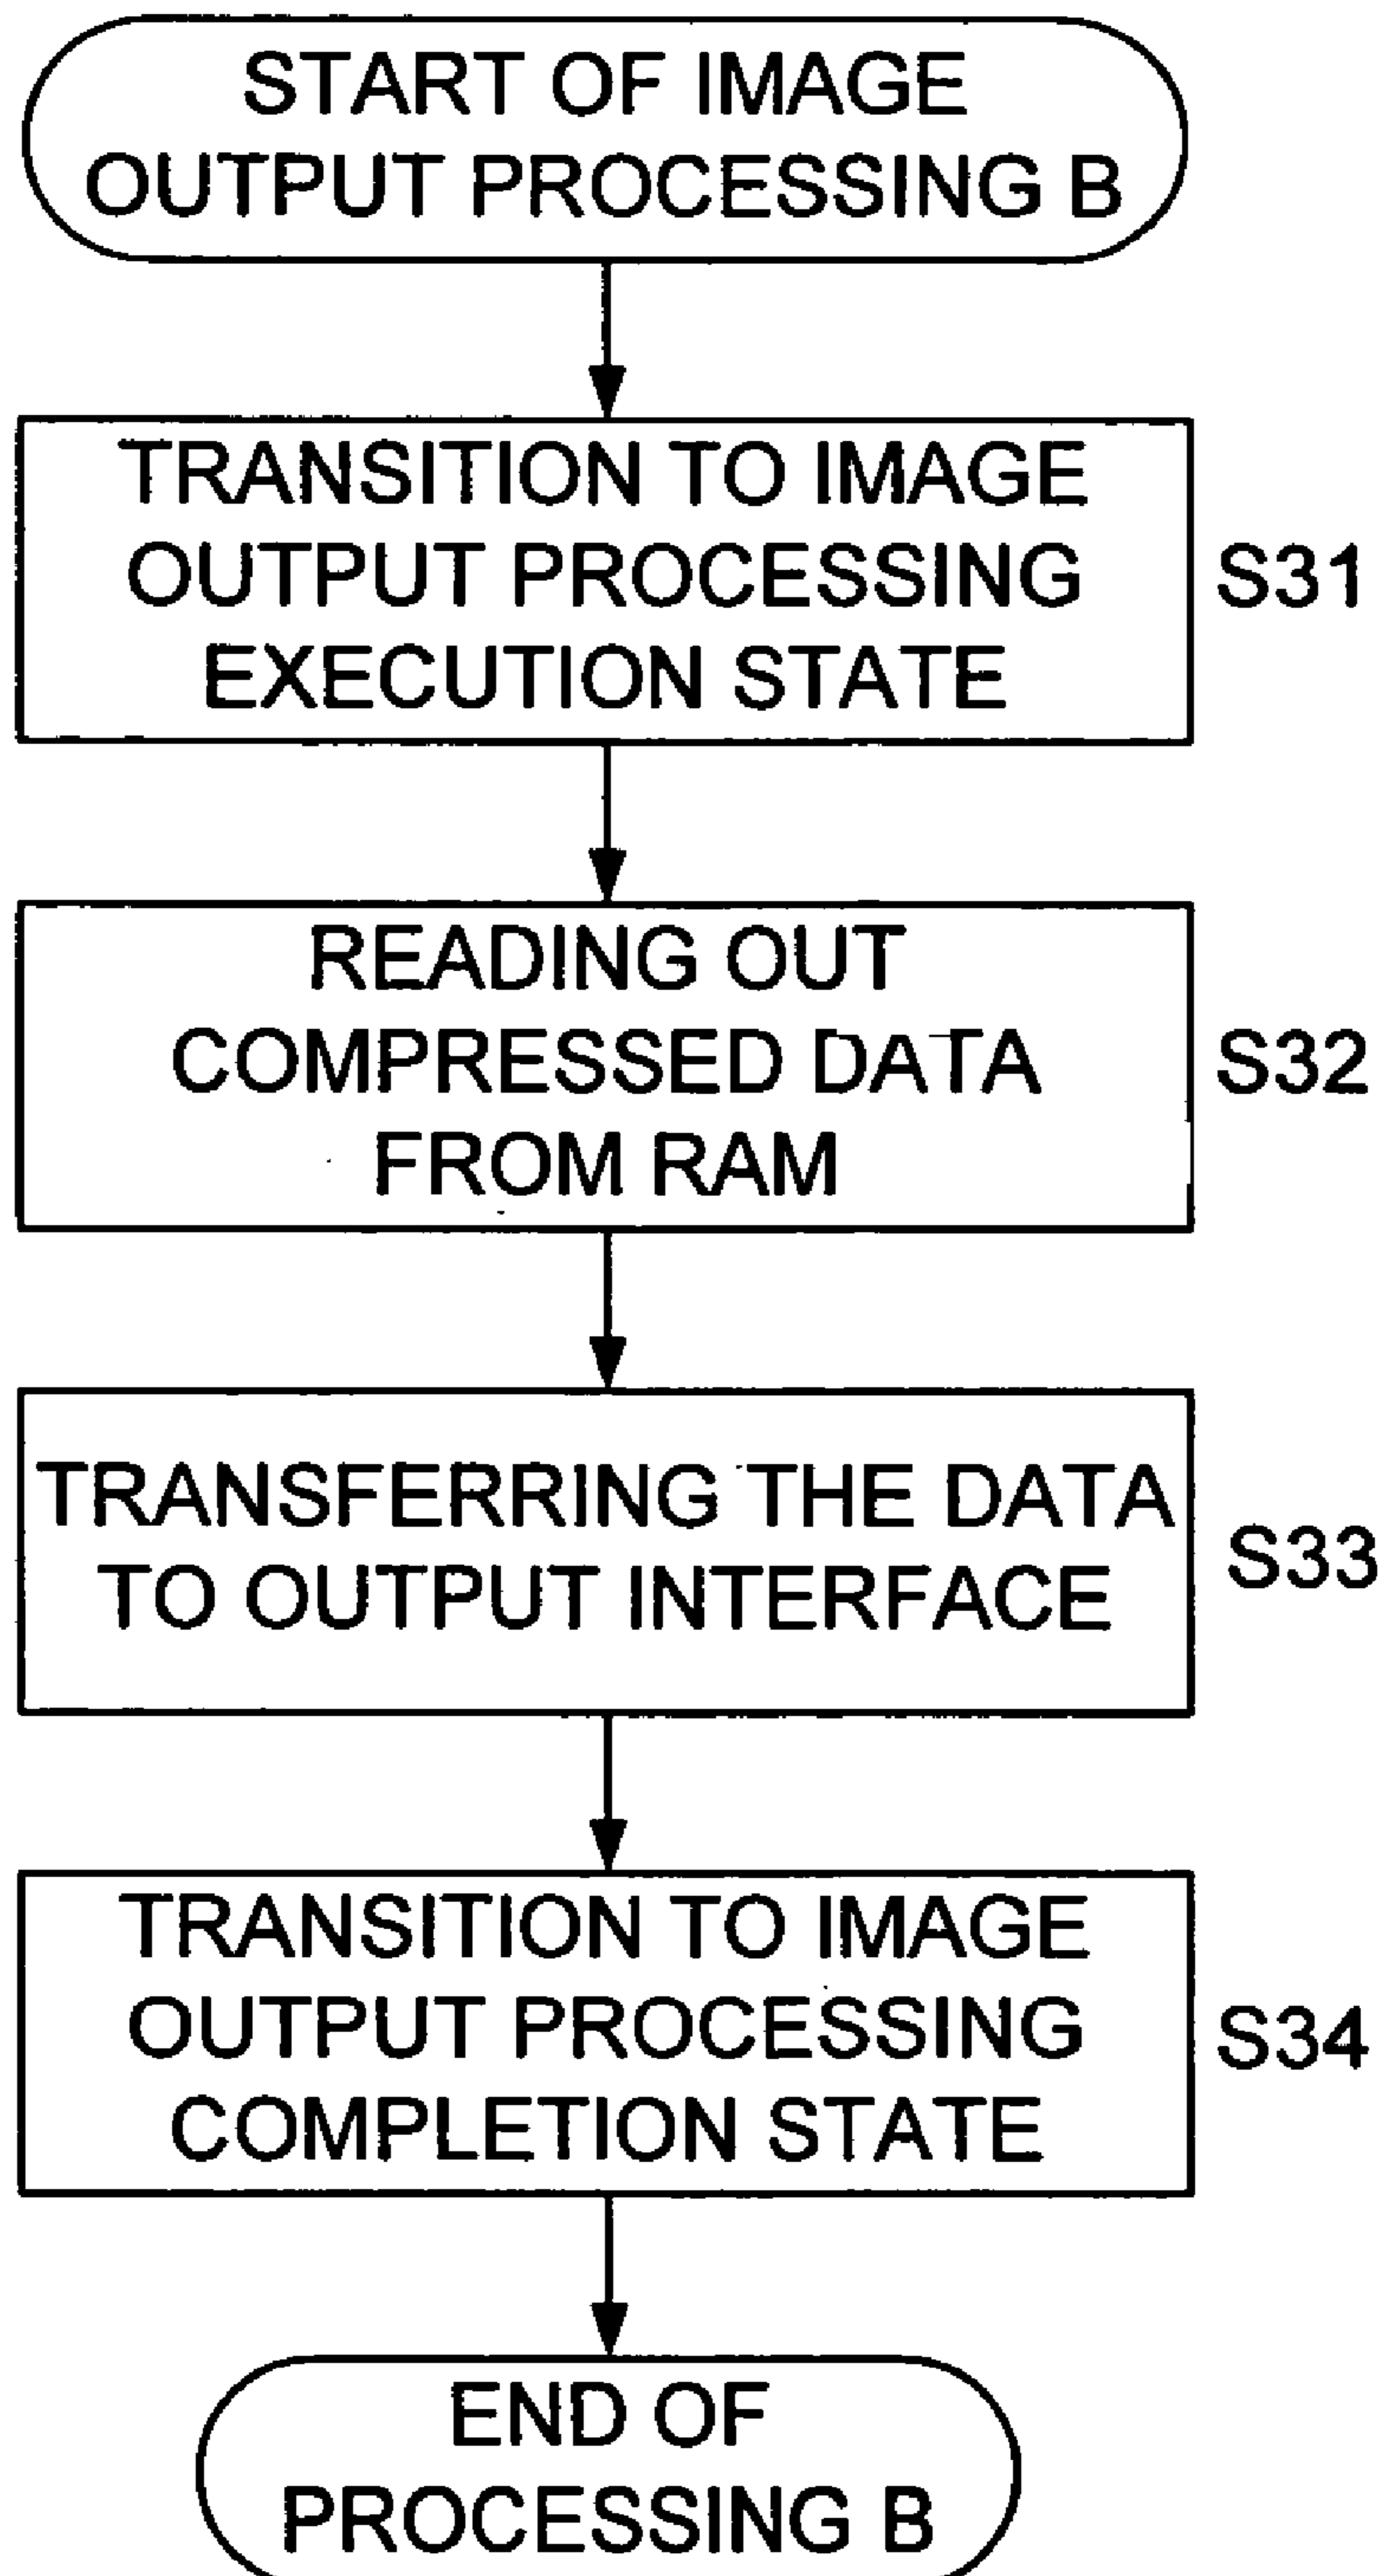 START OF IMAGE
OUTPUT PROCESSING B
TRANSITION TO IMAGE
OUTPUT PROCESSING
EXECUTION STATE
S31
READING OUT
COMPRESSED DATA
FROM RAM
S32
TRANSFERRING THE DATA
TO OUTPUT INTERFACE
S33
TRANSITION TO IMAGE
OUTPUT PROCESSING
COMPLETION STATE
S34
END OF
PROCESSING B